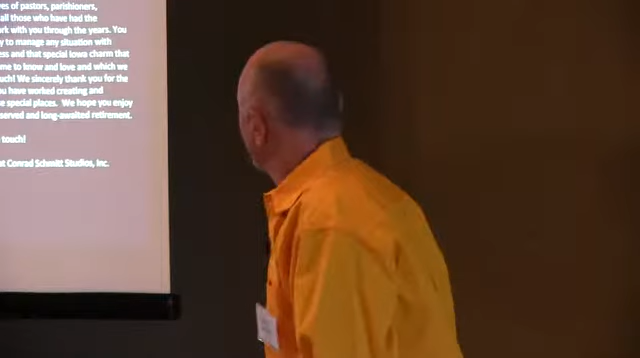 es of pastors, parishioners,
all those who have had the
rk with you through the years. You
y to manage any situation with
ess and that special Iowa charm that
me to know and love and which we
uch! We sincerely thank you for the
ou have worked creating and
e special places. We hope you enjoy
served and long-awaited retirement.
touch!
at Conrad Schmitt Studios, Inc.